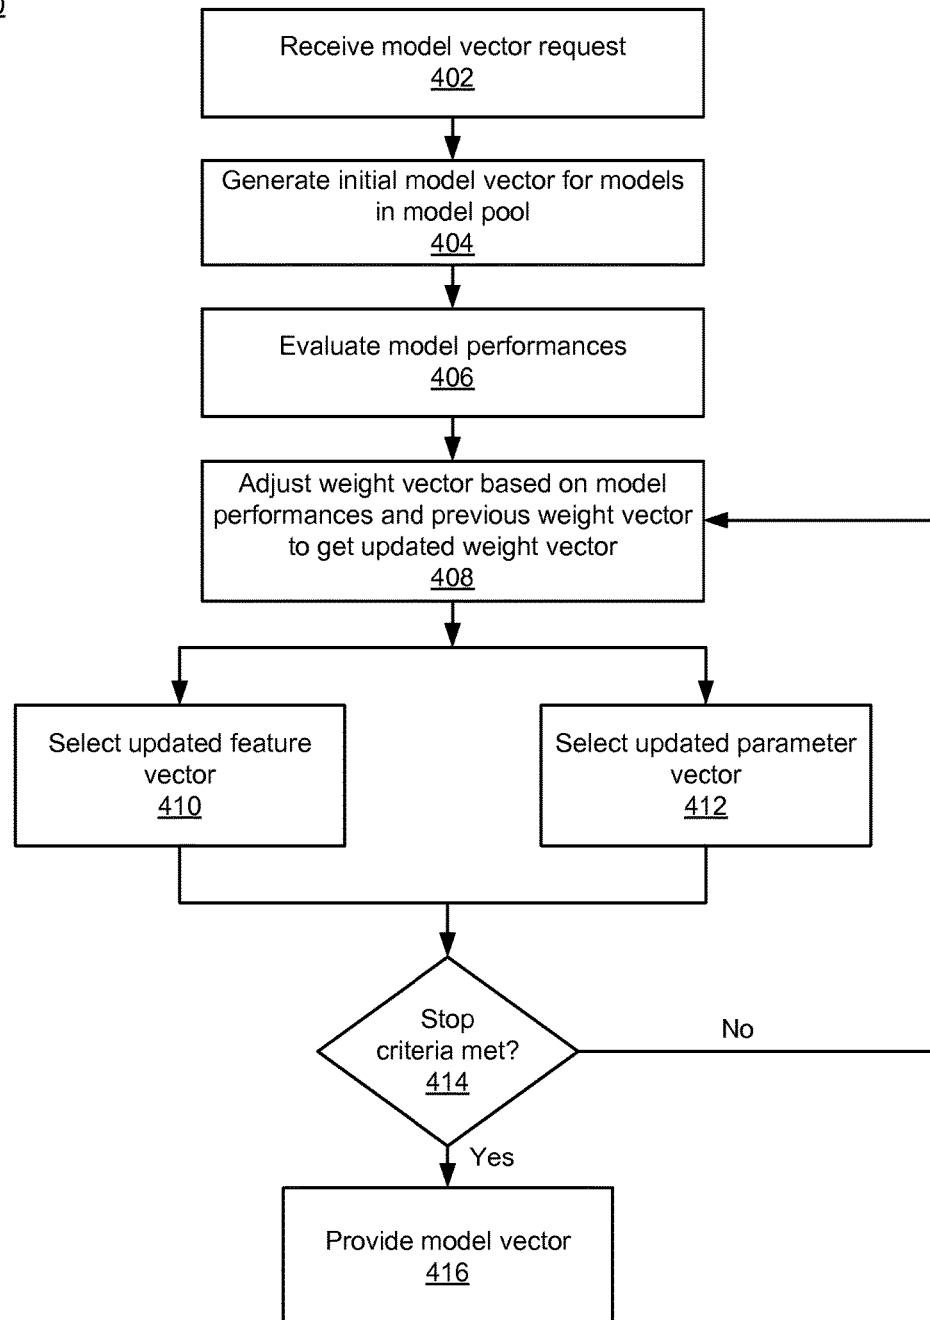 Receive model vector request
402
Generate initial model vector for models
in model pool
404
Evaluate model performances
406
Adjust weight vector based on model
performances and previous weight vector
to get updated weight vector
408
Select updated feature
vector
410
Select updated parameter
vector
412
Stop
criteria met?
414
No
Yes
Provide model vector
416